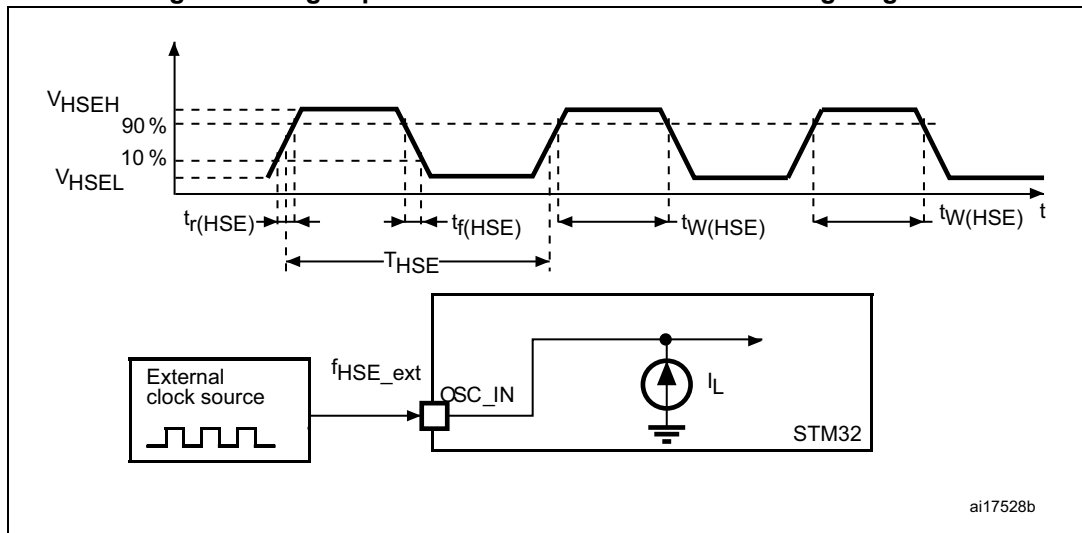 VHSEH
90 %
10 %
VHSEL
tr(HSE)
tf(HSE)
tW(HSE)
tW(HSE)
t
THSE
External
clock source
fHSE_ext
OSC_IN
IL
STM32
ai17528b